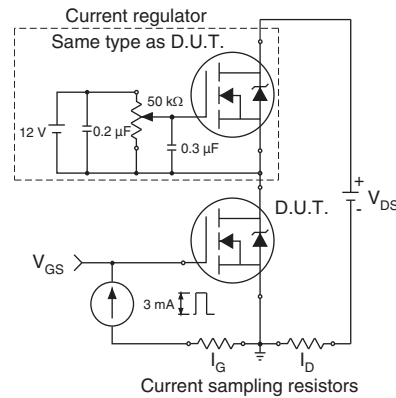 Current regulator
Same type as D.U.T.
50 kΩ
12 V
0.2 µF
0.3 µF
+
V_DS
-
D.U.T.
V_GS
3 mA
I_G
I_D
Current sampling resistors